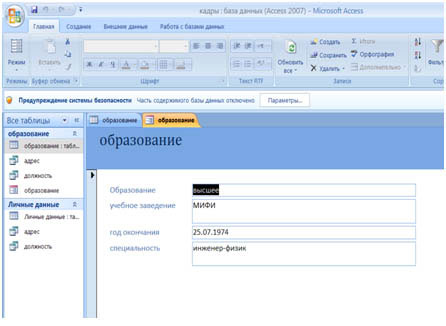 кадры : база данных (Access 2007) - Microsoft Access
Главная Создание Внешние данные Работа с базами данных
Режим
Вставить
Обновить все
Создать
Сохранить
Удалить
Итоги
Орфография
Дополнительно
Фильтр
Режимы Буфер обмена Шрифт Текст RTF Записи Сор
Предупреждение системы безопасности Часть содержимого базы данных отключено Параметры...
Все таблицы образование образование
образование
образование : табл...
адрес
должность
образование
Личные данные
Личные данные : та...
адрес
должность
образование
Образование высшее
учебное заведение МИФИ
год окончания 25.07.1974
специальность инженер-физик